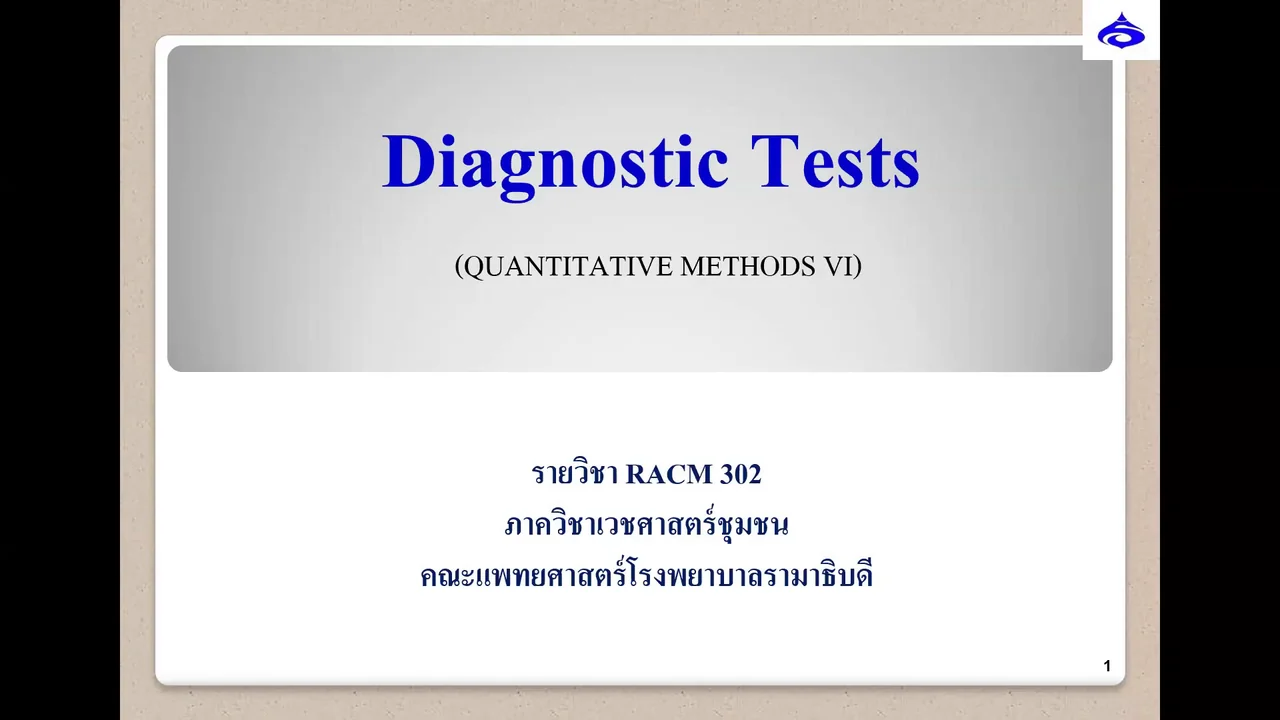 Diagnostic Tests
(QUANTITATIVE METHODS VI)
รายวิชา RACM 302
ภาควิชาเวชศาสตร์ชุมชน
คณะแพทยศาสตร์โรงพยาบาลรามาธิบดี
1